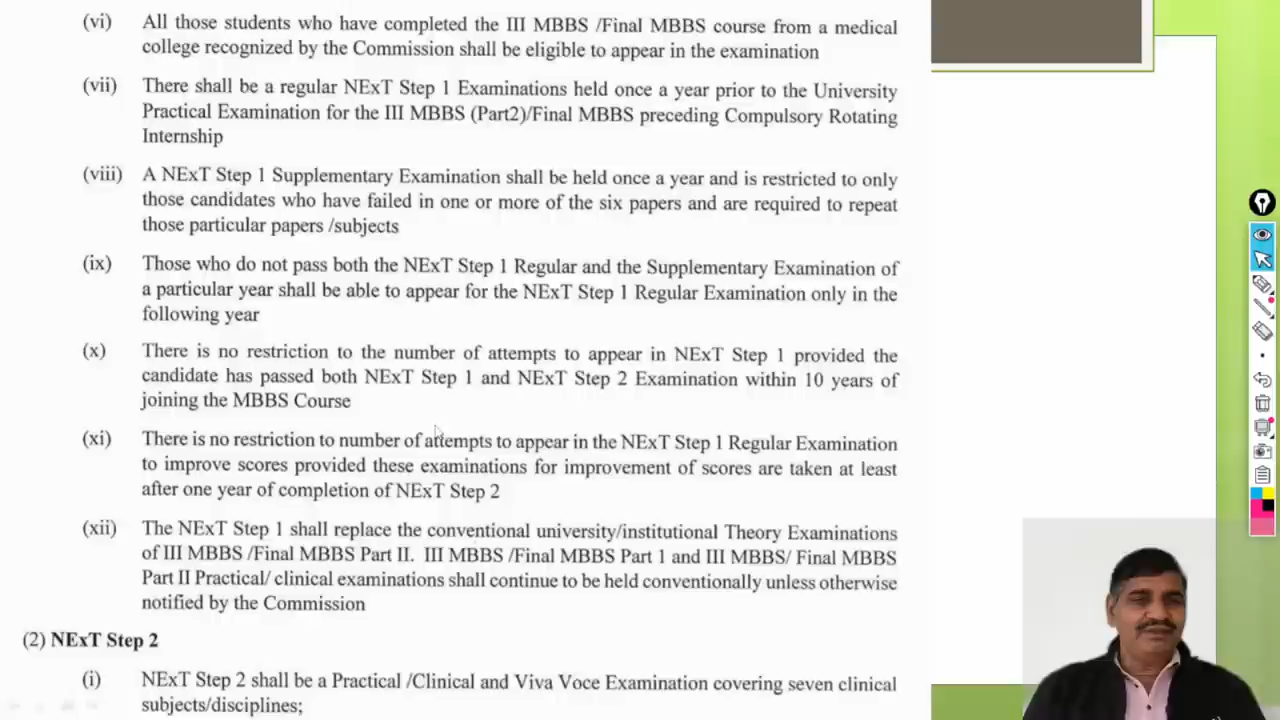 (vi) All those students who have completed the III MBBS /Final MBBS course from a medical
college recognized by the Commission shall be eligible to appear in the examination
(vii) There shall be a regular NExT Step 1 Examinations held once a year prior to the University
Practical Examination for the III MBBS (Part2)/Final MBBS preceding Compulsory Rotating
Internship
(viii) A NExT Step 1 Supplementary Examination shall be held once a year and is restricted to only
those candidates who have failed in one or more of the six papers and are required to repeat
those particular papers /subjects
(ix) Those who do not pass both the NExT Step 1 Regular and the Supplementary Examination of
a particular year shall be able to appear for the NExT Step 1 Regular Examination only in the
following year
(x) There is no restriction to the number of attempts to appear in NExT Step 1 provided the
candidate has passed both NExT Step 1 and NExT Step 2 Examination within 10 years of
joining the MBBS Course
(xi) There is no restriction to number of attempts to appear in the NExT Step 1 Regular Examination
to improve scores provided these examinations for improvement of scores are taken at least
after one year of completion of NExT Step 2
(xii) The NExT Step 1 shall replace the conventional university/institutional Theory Examinations
of III MBBS /Final MBBS Part II. III MBBS /Final MBBS Part 1 and III MBBS/ Final MBBS
Part II Practical/ clinical examinations shall continue to be held conventionally unless otherwise
notified by the Commission
(2) NExT Step 2
(i) NExT Step 2 shall be a Practical /Clinical and Viva Voce Examination covering seven clinical
subjects/disciplines;